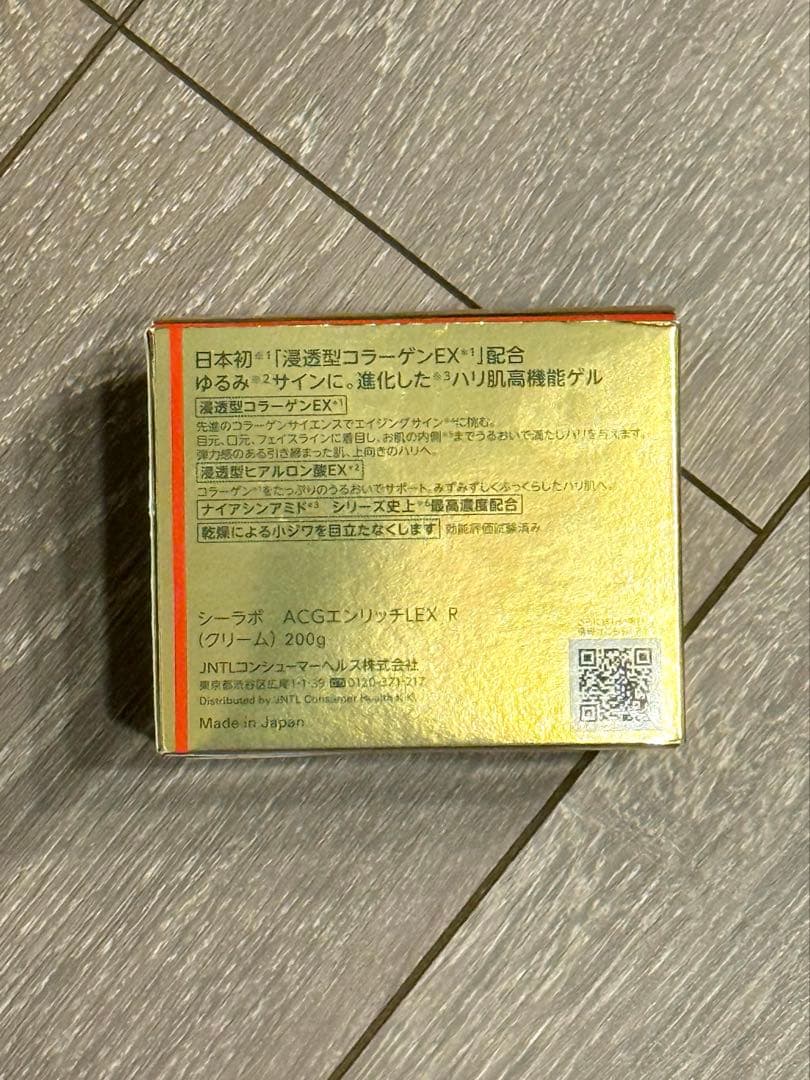 日本初※1「浸透型コラーゲンEX※1」配合
ゆるみ※2サインに。進化した※3ハリ肌高機能ゲル
浸透型コラーゲンEX※1
先進のコラーゲンサイエンスでエイジングサイン※4に挑む。
目元、口元、フェイスラインに着目し、お肌の内側※5までうるおいで満たしハリを与えます。
弾力感のある引き締まった肌、上向きのハリへ。
浸透型ヒアルロン酸EX※2
コラーゲン※1をたっぷりのうるおいでサポート。みずみずしくふっくらしたハリ肌へ。
ナイアシンアミド※3 シリーズ史上※6最高濃度配合
乾燥による小ジワを目立たなくします 効能評価試験済み
シーラボ ACGエンリッチLEX R
(クリーム) 200g
JNTLコンシューマーヘルス株式会社
東京都渋谷区広尾1-1-39 0120-371-217
Distributed by JNTL Consumer Health K.K.
Made in Japan